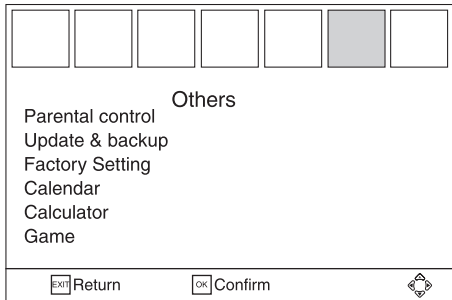 Others
Parental control
Update & backup
Factory Setting
Calendar
Calculator
Game
EXIT Return OK Confirm